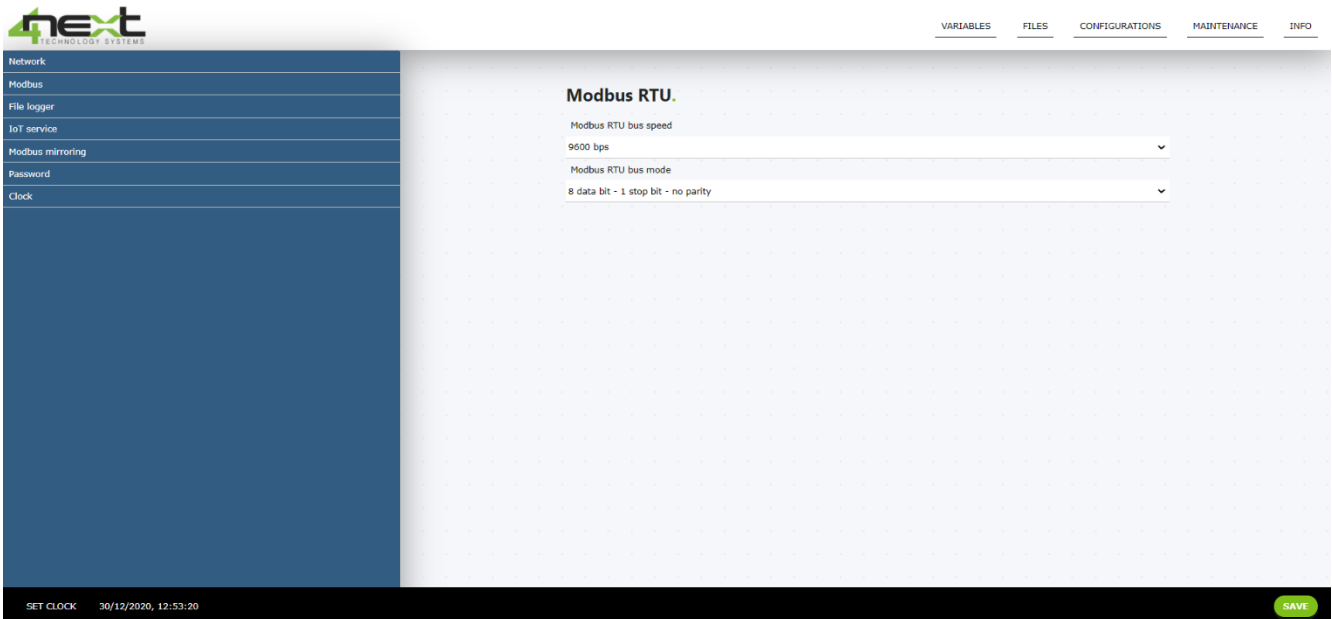 4next
TECHNOLOGY SYSTEMS
VARIABLES FILES CONFIGURATIONS MAINTENANCE INFO
Network
Modbus
File logger
IoT service
Modbus mirroring
Password
Clock
Modbus RTU.
Modbus RTU bus speed
9600 bps
Modbus RTU bus mode
8 data bit - 1 stop bit - no parity
SET CLOCK 30/12/2020, 12:53:20 SAVE